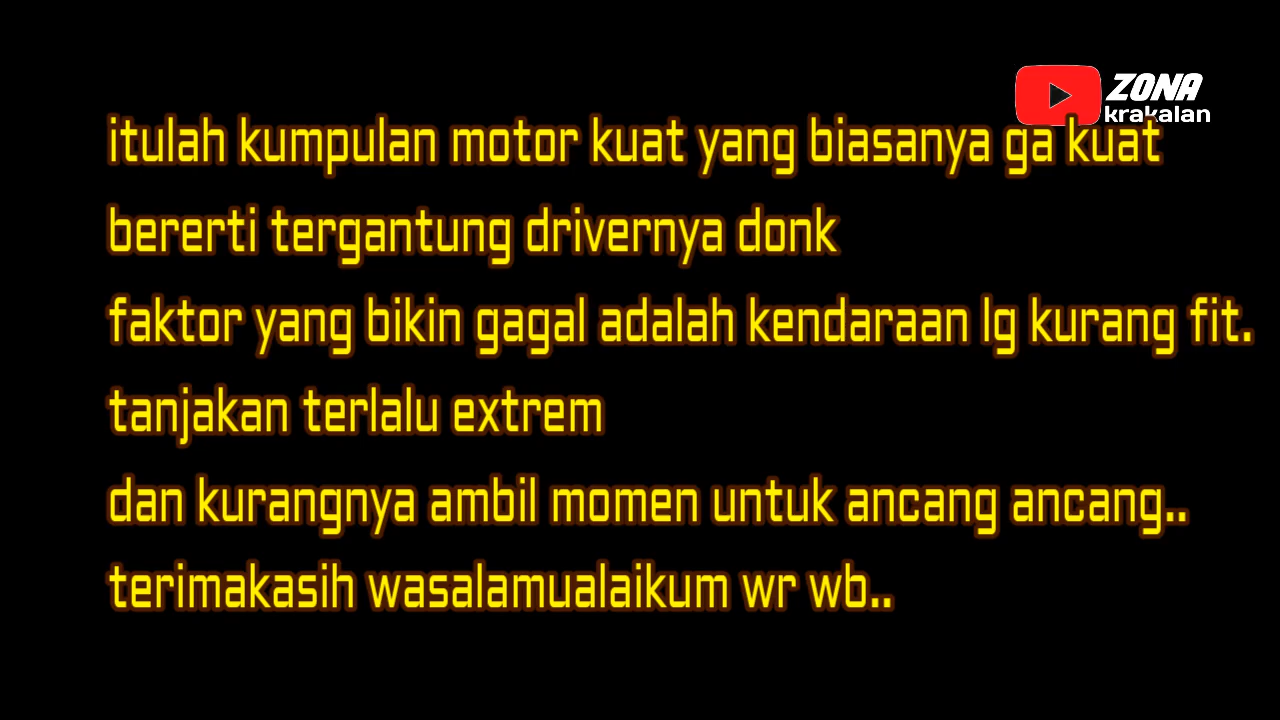 ZONA
krakalan
itulah kumpulan motor kuat yang biasanya ga kuat
bererti tergantung drivernya donk
faktor yang bikin gagal adalah kendaraan lg kurang fit.
tanjakan terlalu extrem
dan kurangnya ambil momen untuk ancang ancang..
terimakasih wasalamualaikum wr wb..